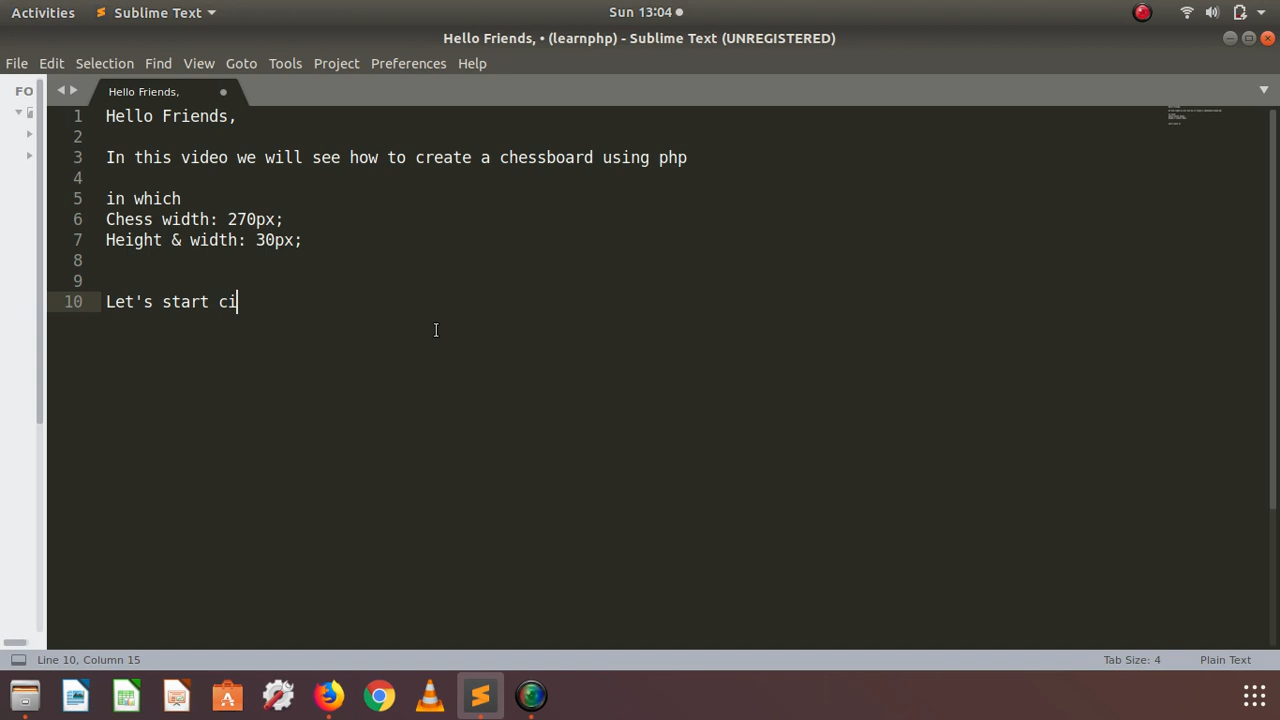 Activities Sublime Text Sun 13:04
Hello Friends, • (learnphp) - Sublime Text (UNREGISTERED)
File Edit Selection Find View Goto Tools Project Preferences Help
FO
Hello Friends,
1 Hello Friends,
2
3 In this video we will see how to create a chessboard using php
4
5 in which
6 Chess width: 270px;
7 Height & width: 30px;
8
9
10 Let's start ci
Line 10, Column 15 Tab Size: 4 Plain Text